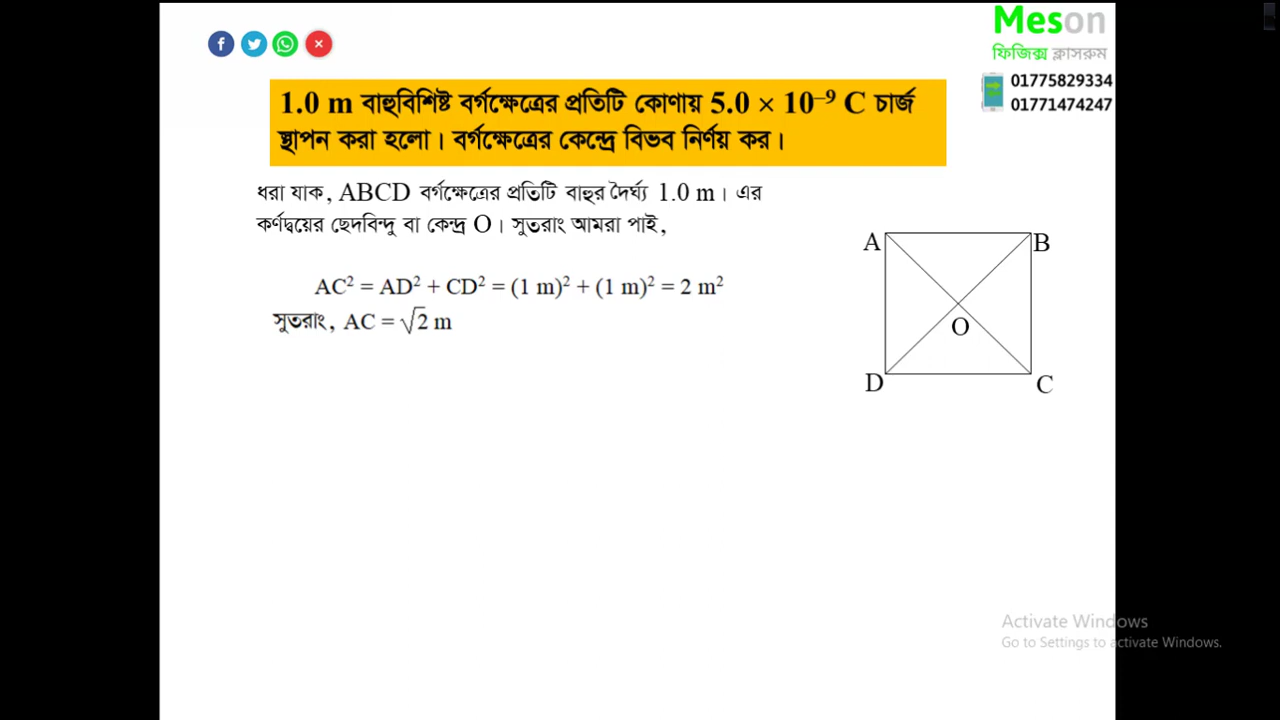 Meson
ফিজিক্স ক্লাসরুম
01775829334
01771474247
1.0 m বাহুবিশিষ্ট বর্গক্ষেত্রের প্রতিটি কোণায় 5.0 × 10⁻⁹ C চার্জ
স্থাপন করা হলো। বর্গক্ষেত্রের কেন্দ্রে বিভব নির্ণয় কর।
ধরা যাক, ABCD বর্গক্ষেত্রের প্রতিটি বাহুর দৈর্ঘ্য 1.0 m। এর
কর্ণদ্বয়ের ছেদবিন্দু বা কেন্দ্র O। সুতরাং আমরা পাই,
AC² = AD² + CD² = (1 m)² + (1 m)² = 2 m²
সুতরাং, AC = √2 m
A
B
O
D
C
Activate Windows
Go to Settings to activate Windows.